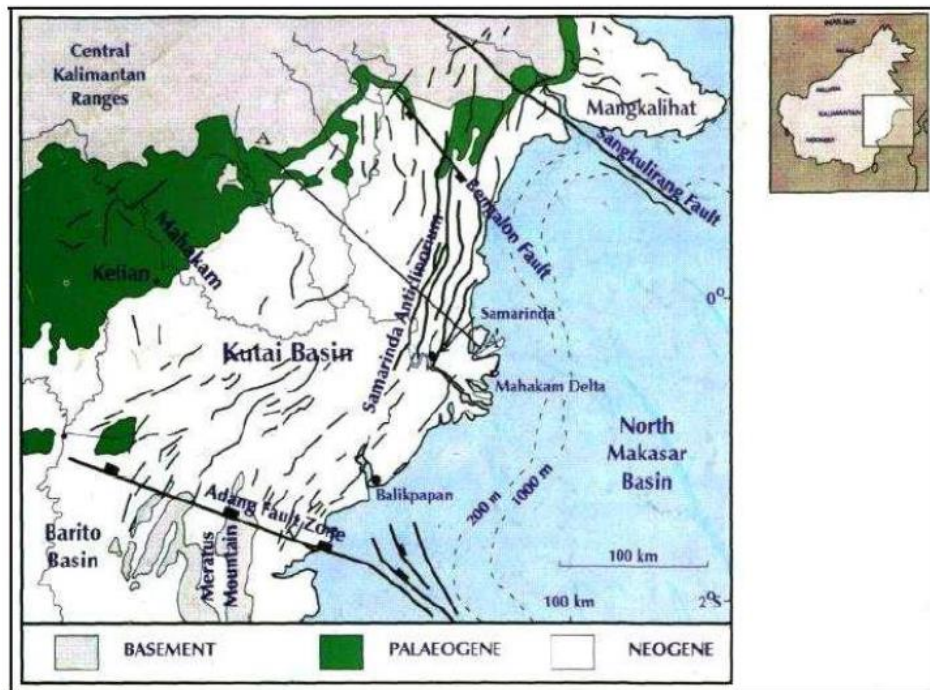 Central
Kalimantan
Ranges
Mangkalihat
A
Sangkulirang Fault
Bengalon Fault
Mahakam
Kelian
Samarinda Anticlinorium
0°
Samarinda
Kutai Basin
Mahakam Delta
North
Makasar
Basin
200 m
1000 m
Balikpapan
Adang Fault Zone
Barito
Basin
Meratus
Mountain
100 km
100 km
2°S
BASEMENT
PALAEOGENE
NEOGENE